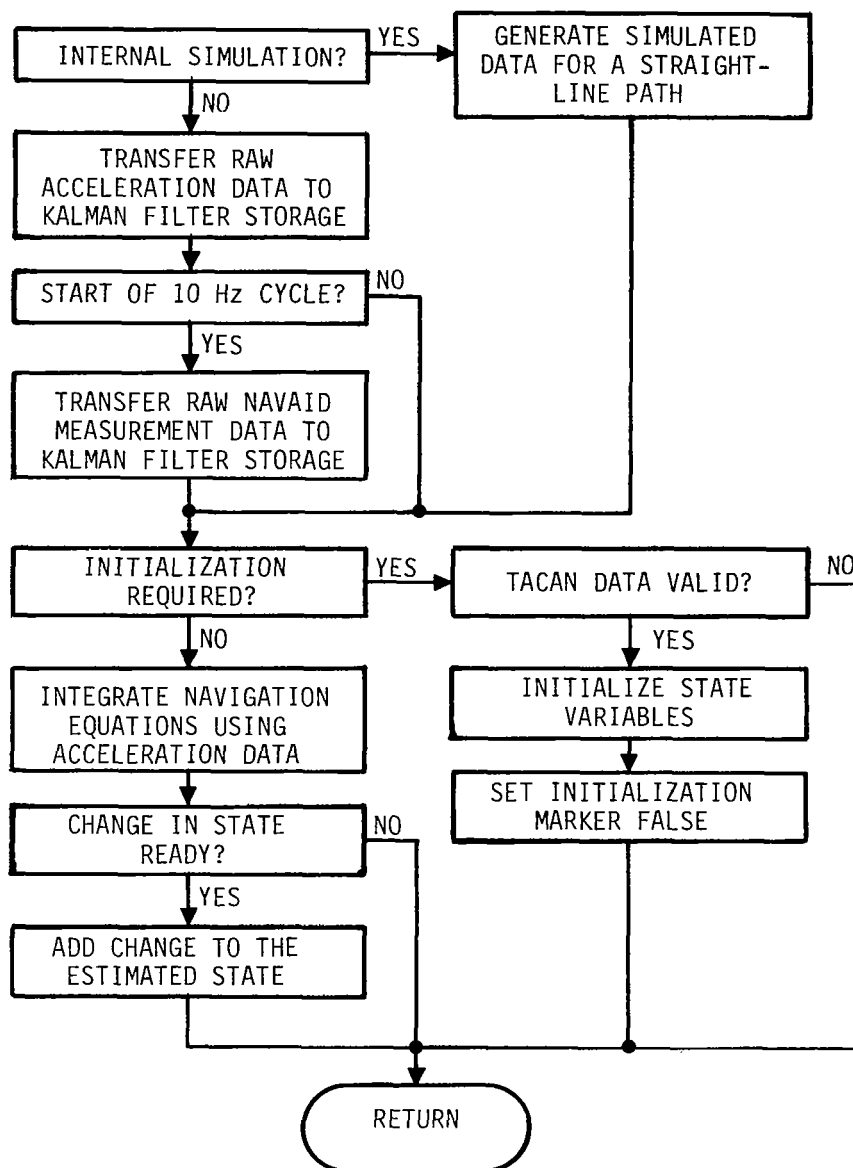 INTERNAL SIMULATION?
YES
GENERATE SIMULATED
DATA FOR A STRAIGHT-
LINE PATH
NO
TRANSFER RAW
ACCELERATION DATA TO
KALMAN FILTER STORAGE
START OF 10 Hz CYCLE?
NO
YES
TRANSFER RAW NAVAID
MEASUREMENT DATA TO
KALMAN FILTER STORAGE
INITIALIZATION
REQUIRED?
YES
TACAN DATA VALID?
NO
NO
YES
INTEGRATE NAVIGATION
EQUATIONS USING
ACCELERATION DATA
INITIALIZE STATE
VARIABLES
SET INITIALIZATION
MARKER FALSE
CHANGE IN STATE
READY?
NO
YES
ADD CHANGE TO THE
ESTIMATED STATE
RETURN